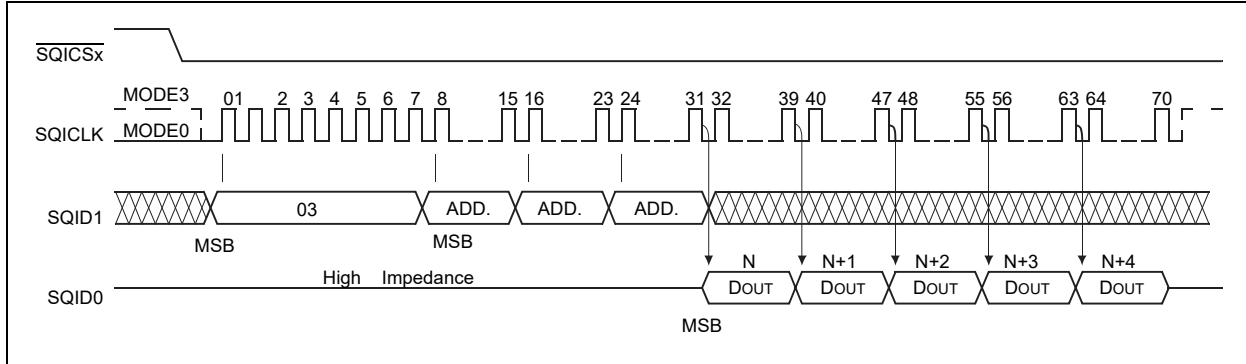 SQICSx
MODE3
01 2 3 4 5 6 7 8 15 16 23 24 31 32 39 40 47 48 55 56 63 64 70
SQICLK
MODE0
SQID1
03 ADD. ADD. ADD.
MSB MSB
N N+1 N+2 N+3 N+4
High Impedance
SQID0
DOUT DOUT DOUT DOUT DOUT
MSB